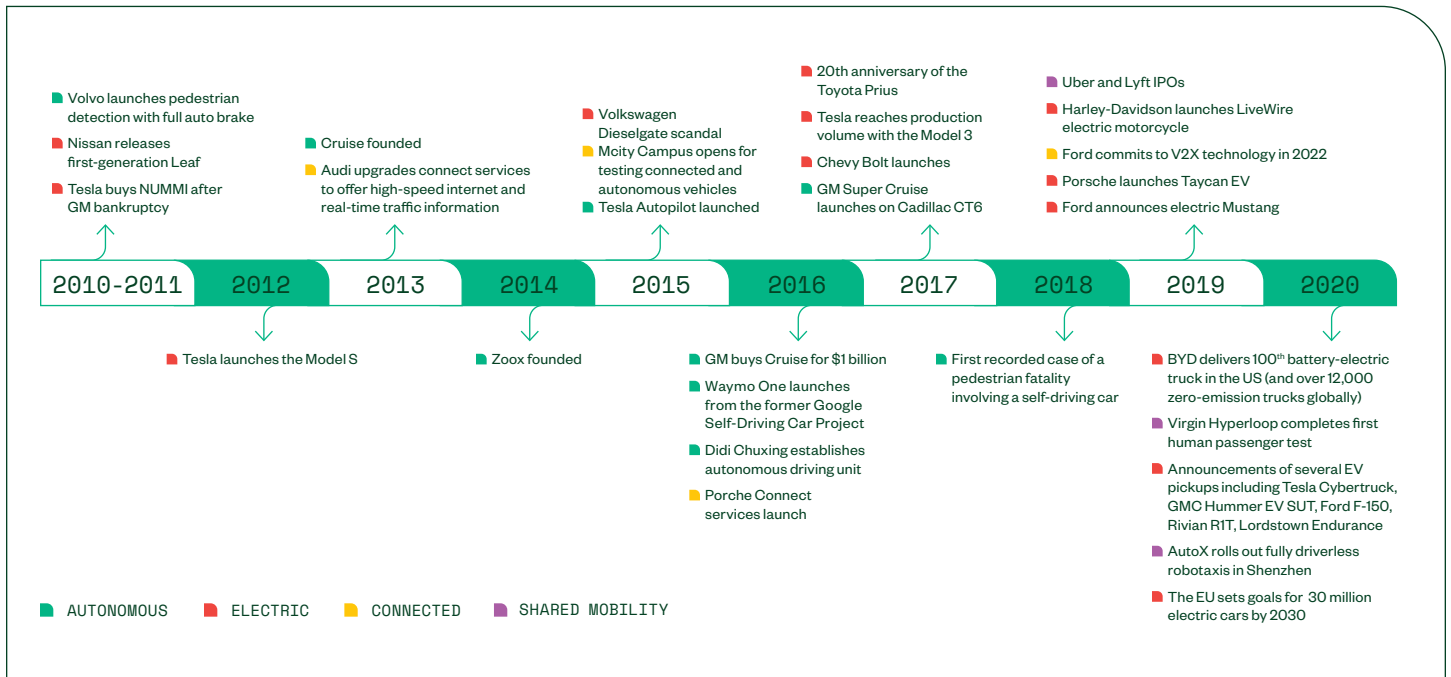 Volvo launches pedestrian
detection with full auto brake
Nissan releases
first-generation Leaf
Tesla buys NUMMI after
GM bankruptcy
Cruise founded
Audi upgrades connect services
to offer high-speed internet and
real-time traffic information
Volkswagen
Dieselgate scandal
Mcity Campus opens for
testing connected and
autonomous vehicles
Tesla Autopilot launched
20th anniversary of the
Toyota Prius
Tesla reaches production
volume with the Model 3
Chevy Bolt launches
GM Super Cruise
launches on Cadillac CT6
Uber and Lyft IPOs
Harley-Davidson launches LiveWire
electric motorcycle
Ford commits to V2X technology in 2022
Porsche launches Taycan EV
Ford announces electric Mustang
2010-2011
2012
2013
2014
2015
2016
2017
2018
2019
2020
Tesla launches the Model S
Zoox founded
GM buys Cruise for $1 billion
Waymo One launches
from the former Google
Self-Driving Car Project
Didi Chuxing establishes
autonomous driving unit
Porche Connect
services launch
First recorded case of a
pedestrian fatality
involving a self-driving car
BYD delivers 100th battery-electric
truck in the US (and over 12,000
zero-emission trucks globally)
Virgin Hyperloop completes first
human passenger test
Announcements of several EV
pickups including Tesla Cybertruck,
GMC Hummer EV SUT, Ford F-150,
Rivian R1T, Lordstown Endurance
AutoX rolls out fully driverless
robotaxis in Shenzhen
The EU sets goals for 30 million
electric cars by 2030
AUTONOMOUS
ELECTRIC
CONNECTED
SHARED MOBILITY